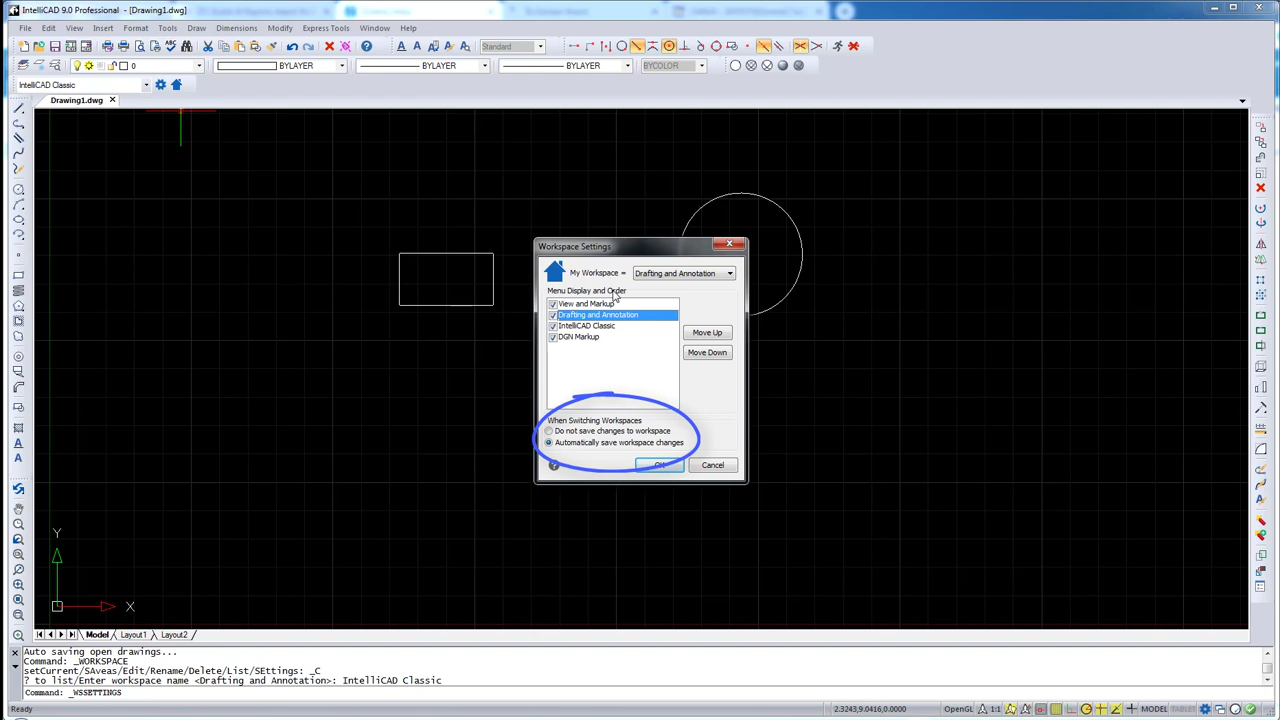 IntelliCAD 9.0 Professional - [Drawing1.dwg]
File Edit View Insert Format Tools Draw Dimensions Modify Express Tools Window Help
Standard
0 BYLAYER BYLAYER BYLAYER BYCOLOR
IntelliCAD Classic
Drawing1.dwg
Workspace Settings
My Workspace = Drafting and Annotation
Menu Display and Order
View and Markup
Drafting and Annotation
IntelliCAD Classic
DGN Markup
Move Up
Move Down
When Switching Workspaces
Do not save changes to workspace
Automatically save workspace changes
OK Cancel
Y
X
Model Layout1 Layout2
Auto saving open drawings...
Command: _WORKSPACE
setCurrent/SAveas/Edit/Rename/Delete/List/SEttings: _C
? to list/Enter workspace name <Drafting and Annotation>: IntelliCAD Classic
Command: _WSSETTINGS
Ready 2.3243,9.0416,0.0000 OpenGL 1:1 MODEL TABLET